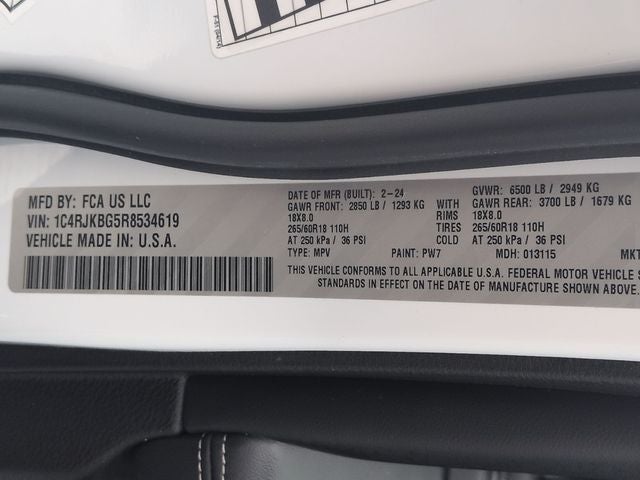 MFD BY: FCA US LLC
VIN: 1C4RJKBG5R8534619
VEHICLE MADE IN U.S.A.
DATE OF MFR (BUILT): 2-24 GVWR: 6500 LB / 2949 KG
GAWR FRONT: 2850 LB / 1293 KG WITH GAWR REAR: 3700 LB / 1679 KG
18X8.0 RIMS 18X8.0
265/60R18 110H TIRES 265/60R18 110H
AT 250 kPa / 36 PSI COLD AT 250 kPa / 36 PSI
TYPE: MPV PAINT: PW7 MDH: 013115 MKT
THIS VEHICLE CONFORMS TO ALL APPLICABLE U.S.A. FEDERAL MOTOR VEHICLE S
STANDARDS IN EFFECT ON THE DATE OF MANUFACTURE SHOWN ABOVE.